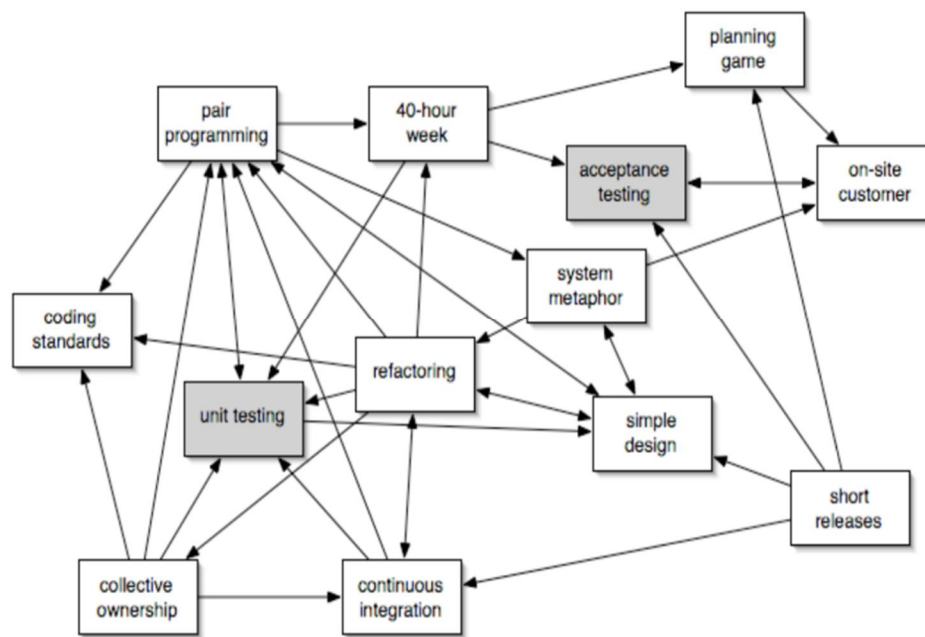 planning
game
pair
programming
40-hour
week
acceptance
testing
on-site
customer
system
metaphor
coding
standards
refactoring
unit testing
simple
design
short
releases
collective
ownership
continuous
integration